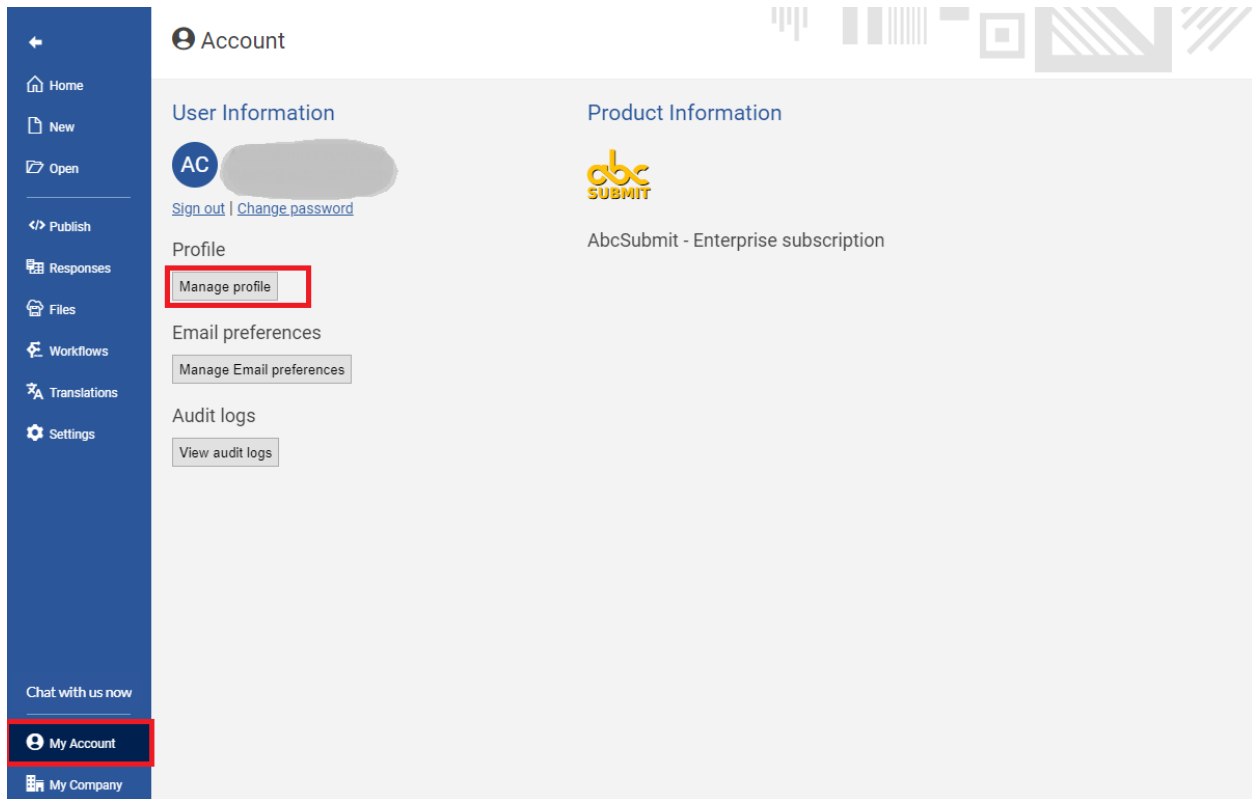 Account
Home
New
Open
Publish
Responses
Files
Workflows
Translations
Settings
Chat with us now
My Account
My Company
User Information
AC
Sign out | Change password
Profile
Manage profile
Email preferences
Manage Email preferences
Audit logs
View audit logs
Product Information
abc
SUBMIT
AbcSubmit - Enterprise subscription